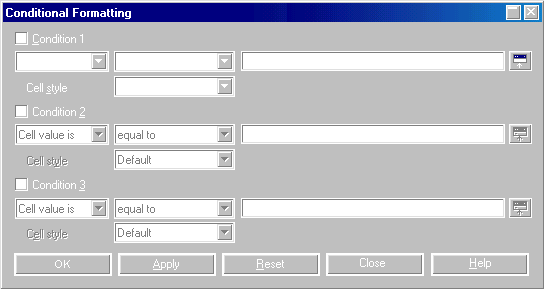 Conditional Formatting
Condition 1
Cell style
Condition 2
Cell value is equal to
Cell style Default
Condition 3
Cell value is equal to
Cell style Default
OK Apply Reset Close Help